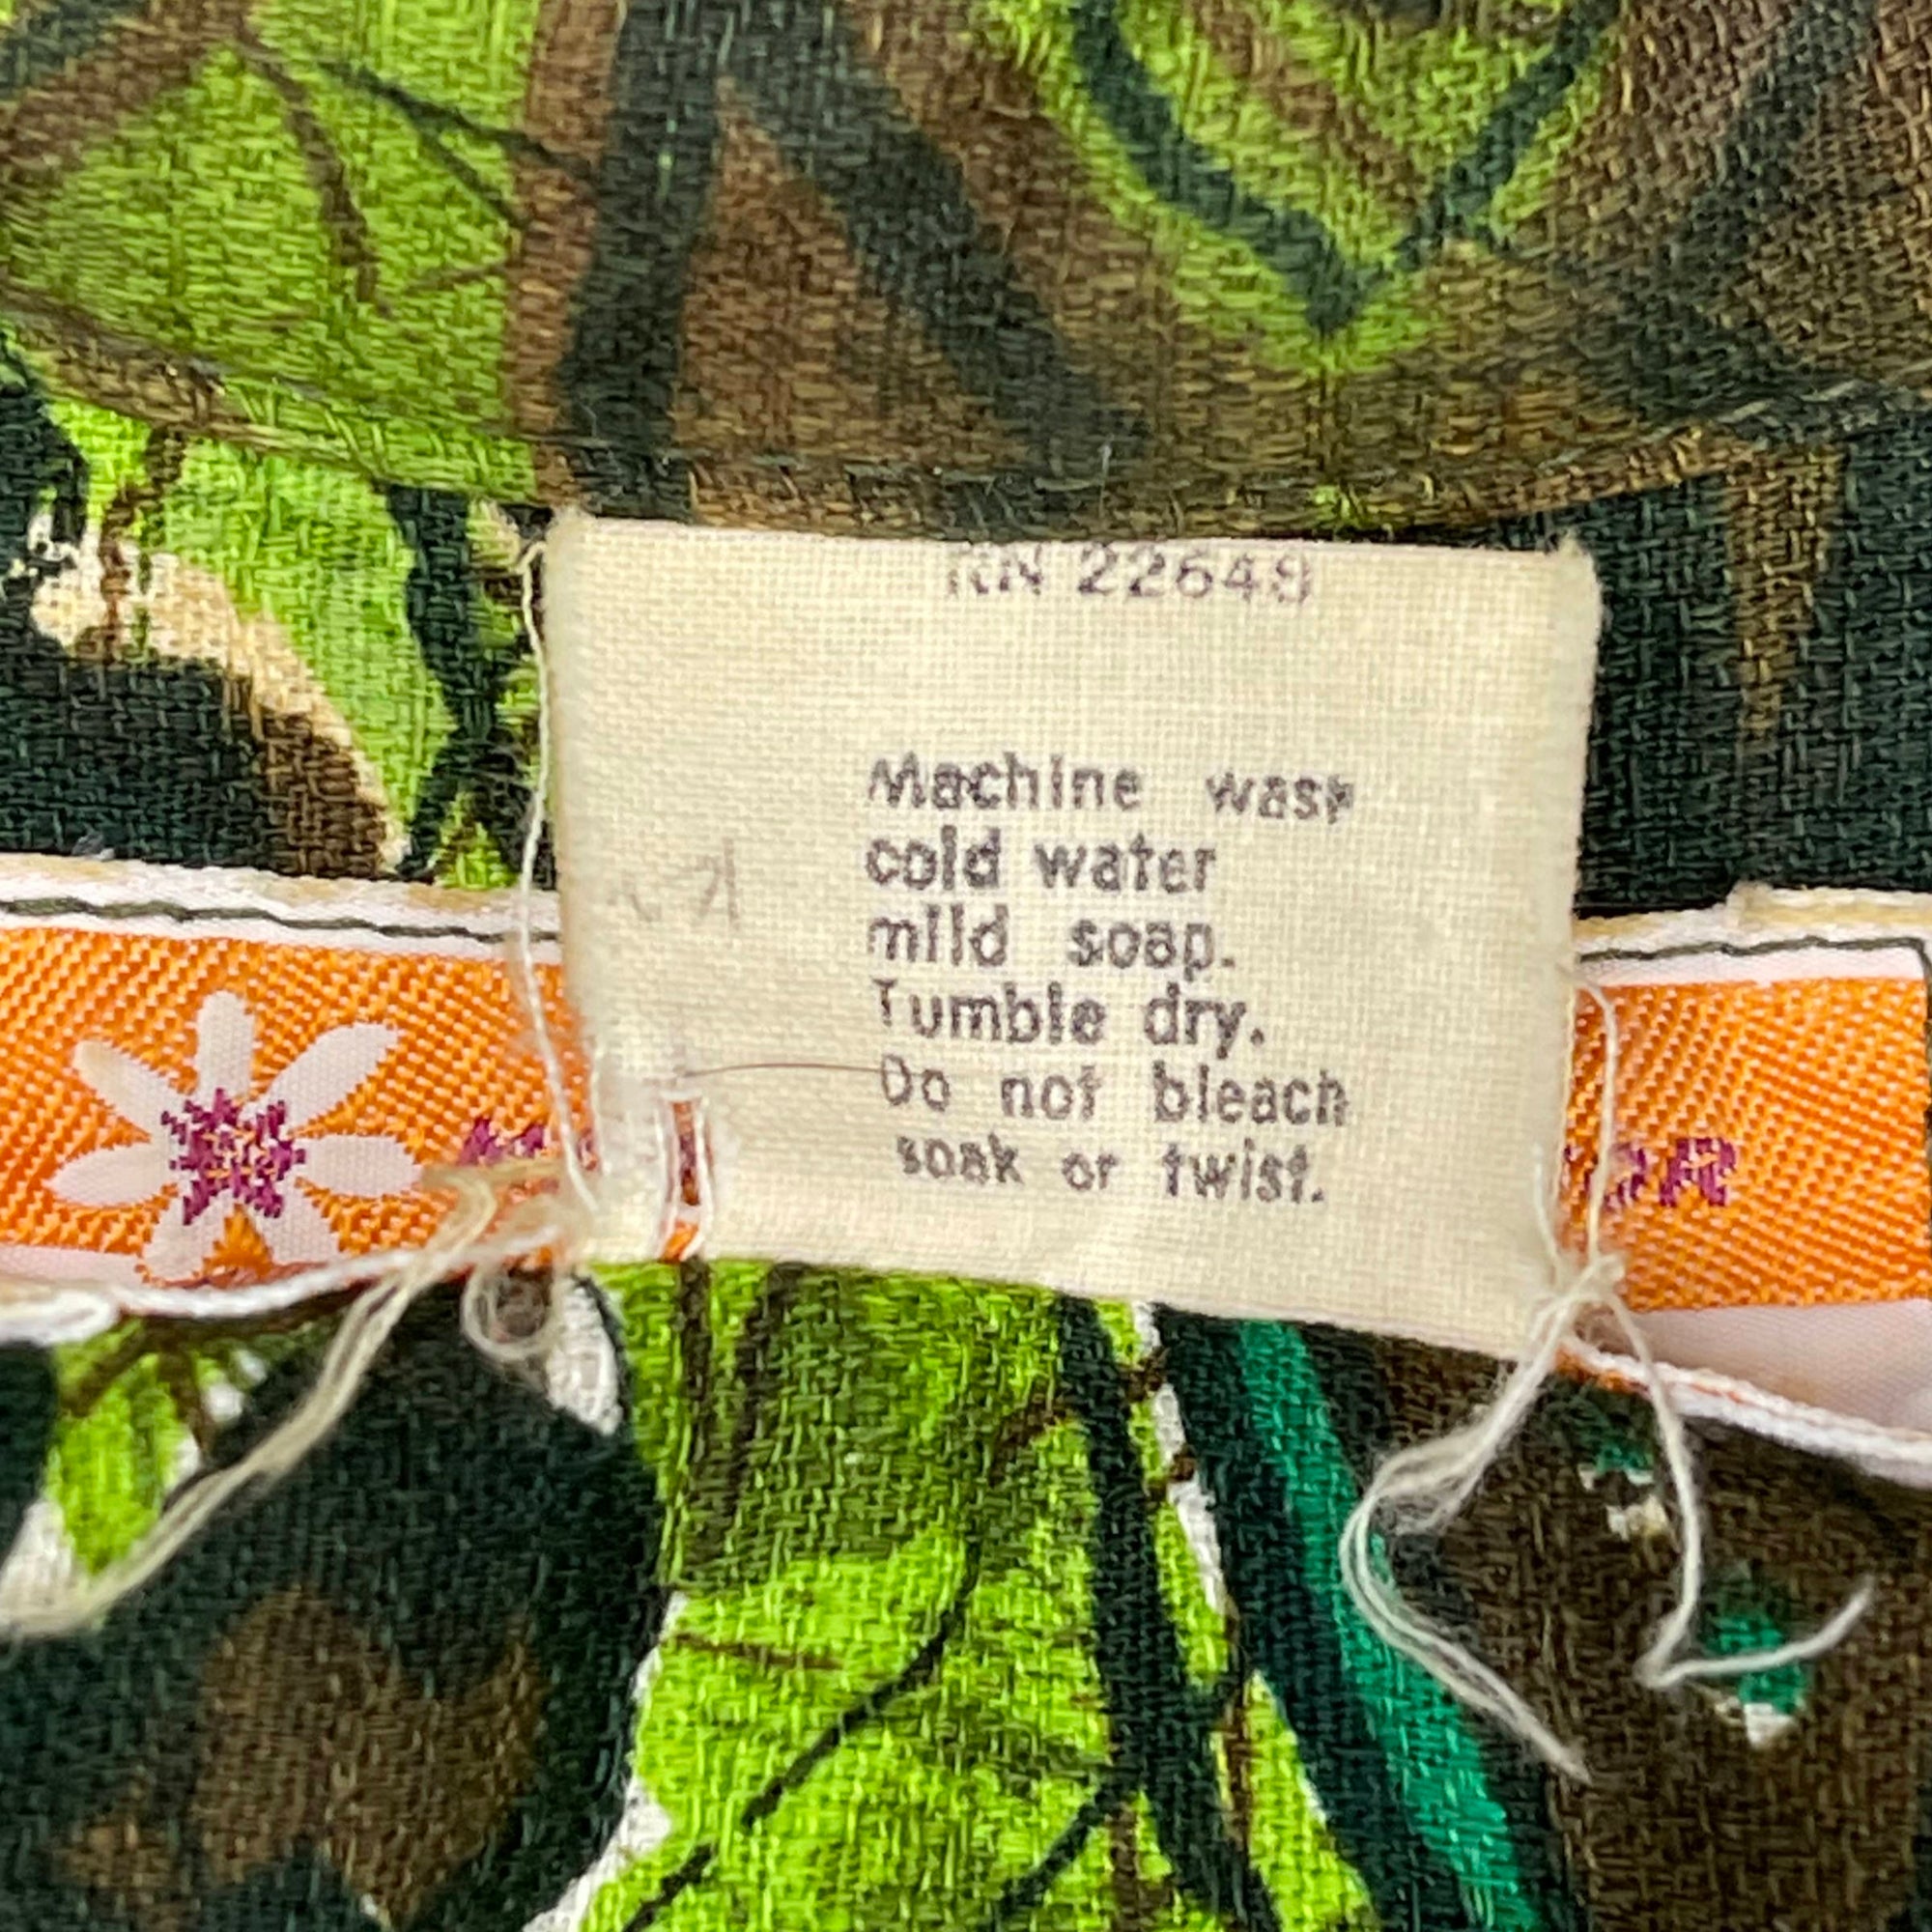 RN 22649
Machine wash
cold water
mild soap.
Tumble dry.
Do not bleach
soak or twist.